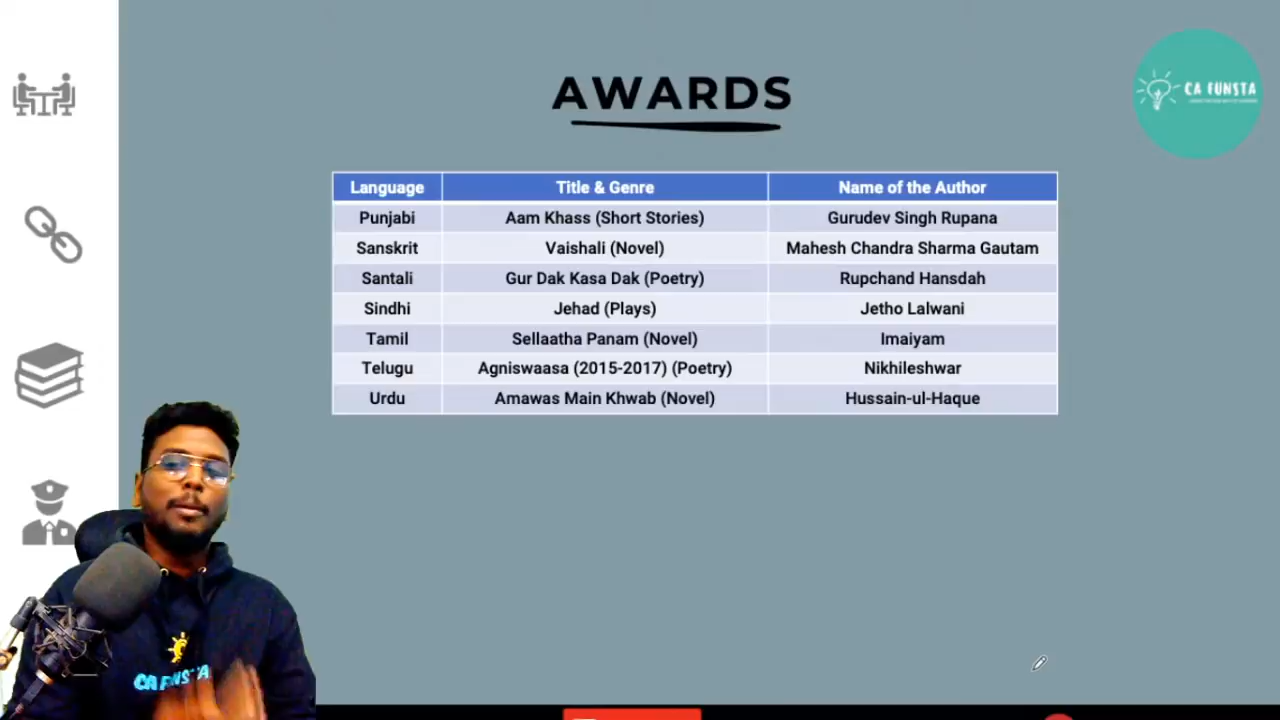 AWARDS
CA FUNSTA
Language Title & Genre Name of the Author
Punjabi Aam Khass (Short Stories) Gurudev Singh Rupana
Sanskrit Vaishali (Novel) Mahesh Chandra Sharma Gautam
Santali Gur Dak Kasa Dak (Poetry) Rupchand Hansdah
Sindhi Jehad (Plays) Jetho Lalwani
Tamil Sellaatha Panam (Novel) Imaiyam
Telugu Agniswaasa (2015-2017) (Poetry) Nikhileshwar
Urdu Amawas Main Khwab (Novel) Hussain-ul-Haque
CA FUNSTA